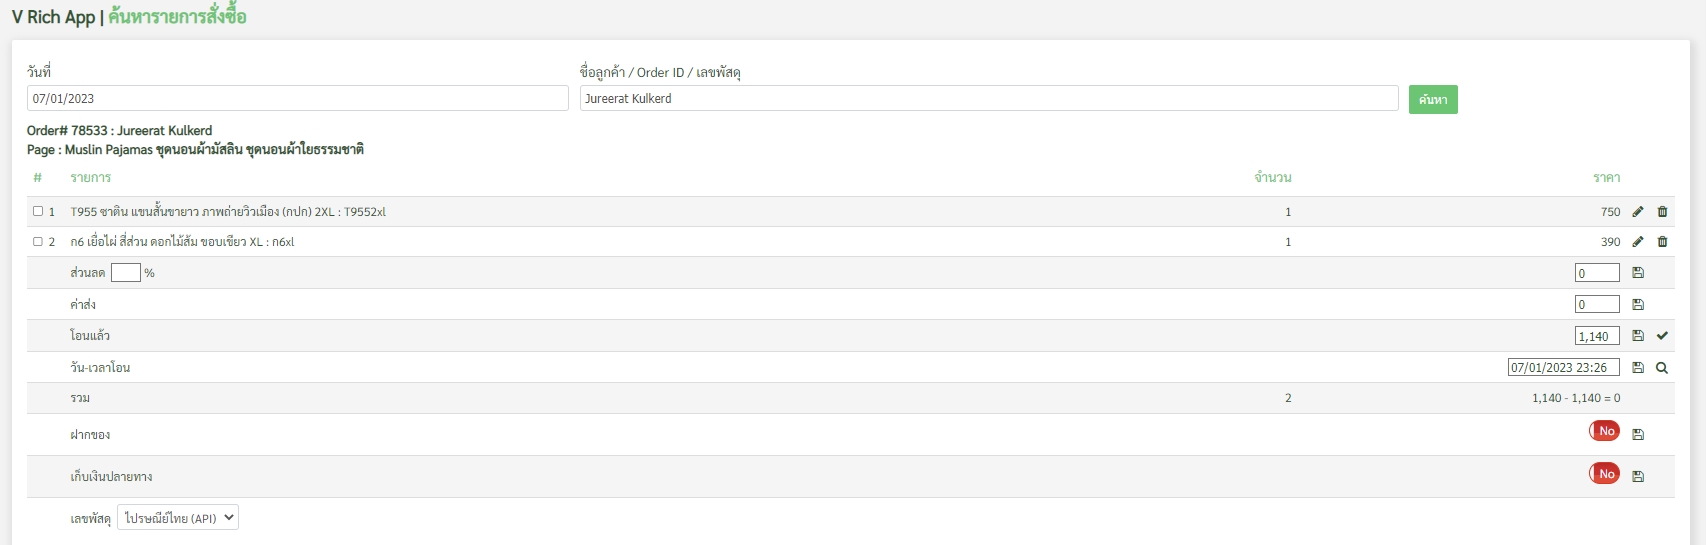 V Rich App | ค้นหารายการสั่งซื้อ
วันที่ ชื่อลูกค้า / Order ID / เลขพัสดุ
07/01/2023 Jureerat Kulkerd ค้นหา
Order# 78533 : Jureerat Kulkerd
Page : Muslin Pajamas ชุดนอนผ้ามัสลิน ชุดนอนผ้าใยธรรมชาติ
# รายการ จำนวน ราคา
1 T955 ซาติน แขนสั้นขายาว ภาพถ่ายวิวเมือง (กปก) 2XL : T9552xl 1 750
2 ก6 เยื่อไผ่ สี่ส่วน ดอกไม้ส้ม ขอบเขียว XL : ก6xl 1 390
ส่วนลด % 0
ค่าส่ง 0
โอนแล้ว 1,140
วัน-เวลาโอน 07/01/2023 23:26
รวม 2 1,140 - 1,140 = 0
ฝากของ No
เก็บเงินปลายทาง No
เลขพัสดุ ไปรษณีย์ไทย (API)